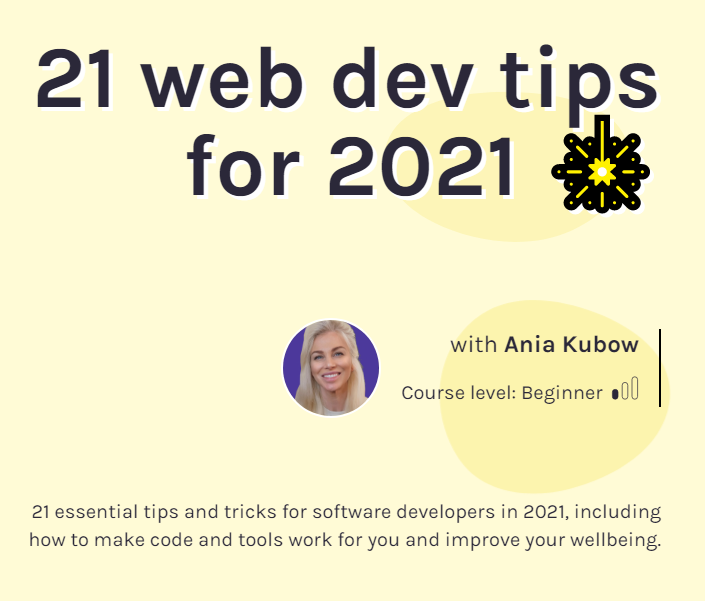 21 web dev tips
for 2021
with Ania Kubow
Course level: Beginner
21 essential tips and tricks for software developers in 2021, including
how to make code and tools work for you and improve your wellbeing.